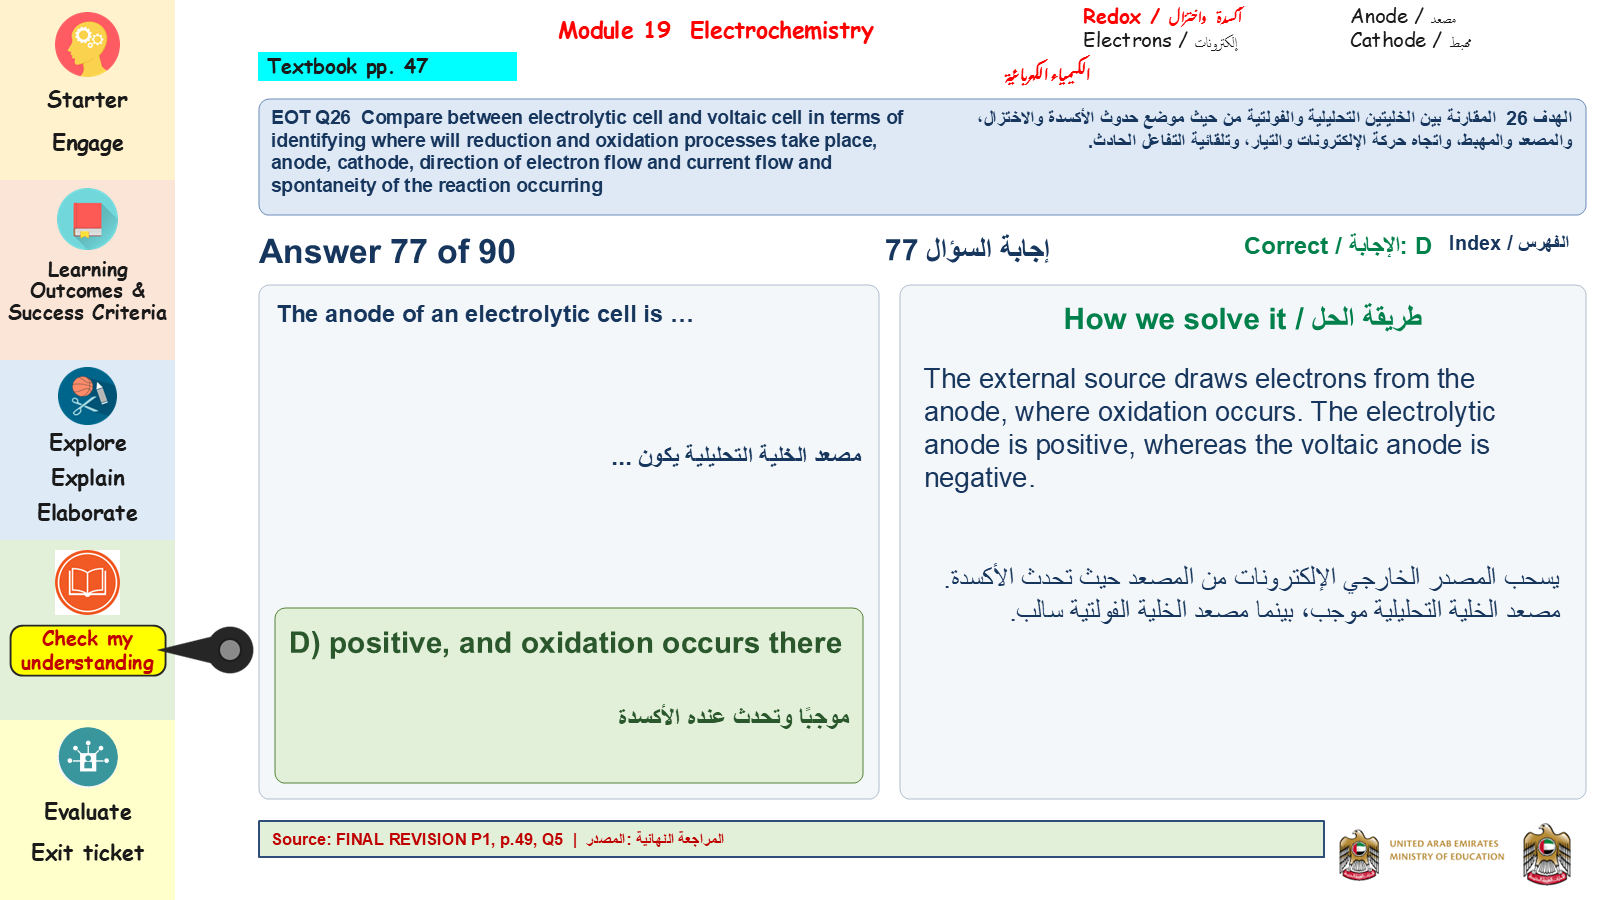 Starter
Engage
Learning
Outcomes &
Success Criteria
Explore
Explain
Elaborate
Check my
understanding
Evaluate
Exit ticket
Module 19  Electrochemistry
Redox / أكسدة واختزال
Electrons / إلكترونات
Anode / مصعد
Cathode / مهبط
الكيمياء الكهربائية
Textbook pp. 47
EOT Q26  Compare between electrolytic cell and voltaic cell in terms of
identifying where will reduction and oxidation processes take place,
anode, cathode, direction of electron flow and current flow and
spontaneity of the reaction occurring
الهدف 26  المقارنة بين الخليتين التحليلية والفولتية من حيث موضع حدوث الأكسدة والاختزال،
والمصعد والمهبط، واتجاه حركة الإلكترونات والتيار، وتلقائية التفاعل الحادث.
Answer 77 of 90
إجابة السؤال 77
Correct / الإجابة: D
Index / الفهرس
The anode of an electrolytic cell is …
مصعد الخلية التحليلية يكون ...
D) positive, and oxidation occurs there
موجبًا وتحدث عنده الأكسدة
How we solve it / طريقة الحل
The external source draws electrons from the
anode, where oxidation occurs. The electrolytic
anode is positive, whereas the voltaic anode is
negative.
يسحب المصدر الخارجي الإلكترونات من المصعد حيث تحدث الأكسدة.
مصعد الخلية التحليلية موجب، بينما مصعد الخلية الفولتية سالب.
Source: FINAL REVISION P1, p.49, Q5  |  المراجعة النهائية :المصدر
UNITED ARAB EMIRATES
MINISTRY OF EDUCATION